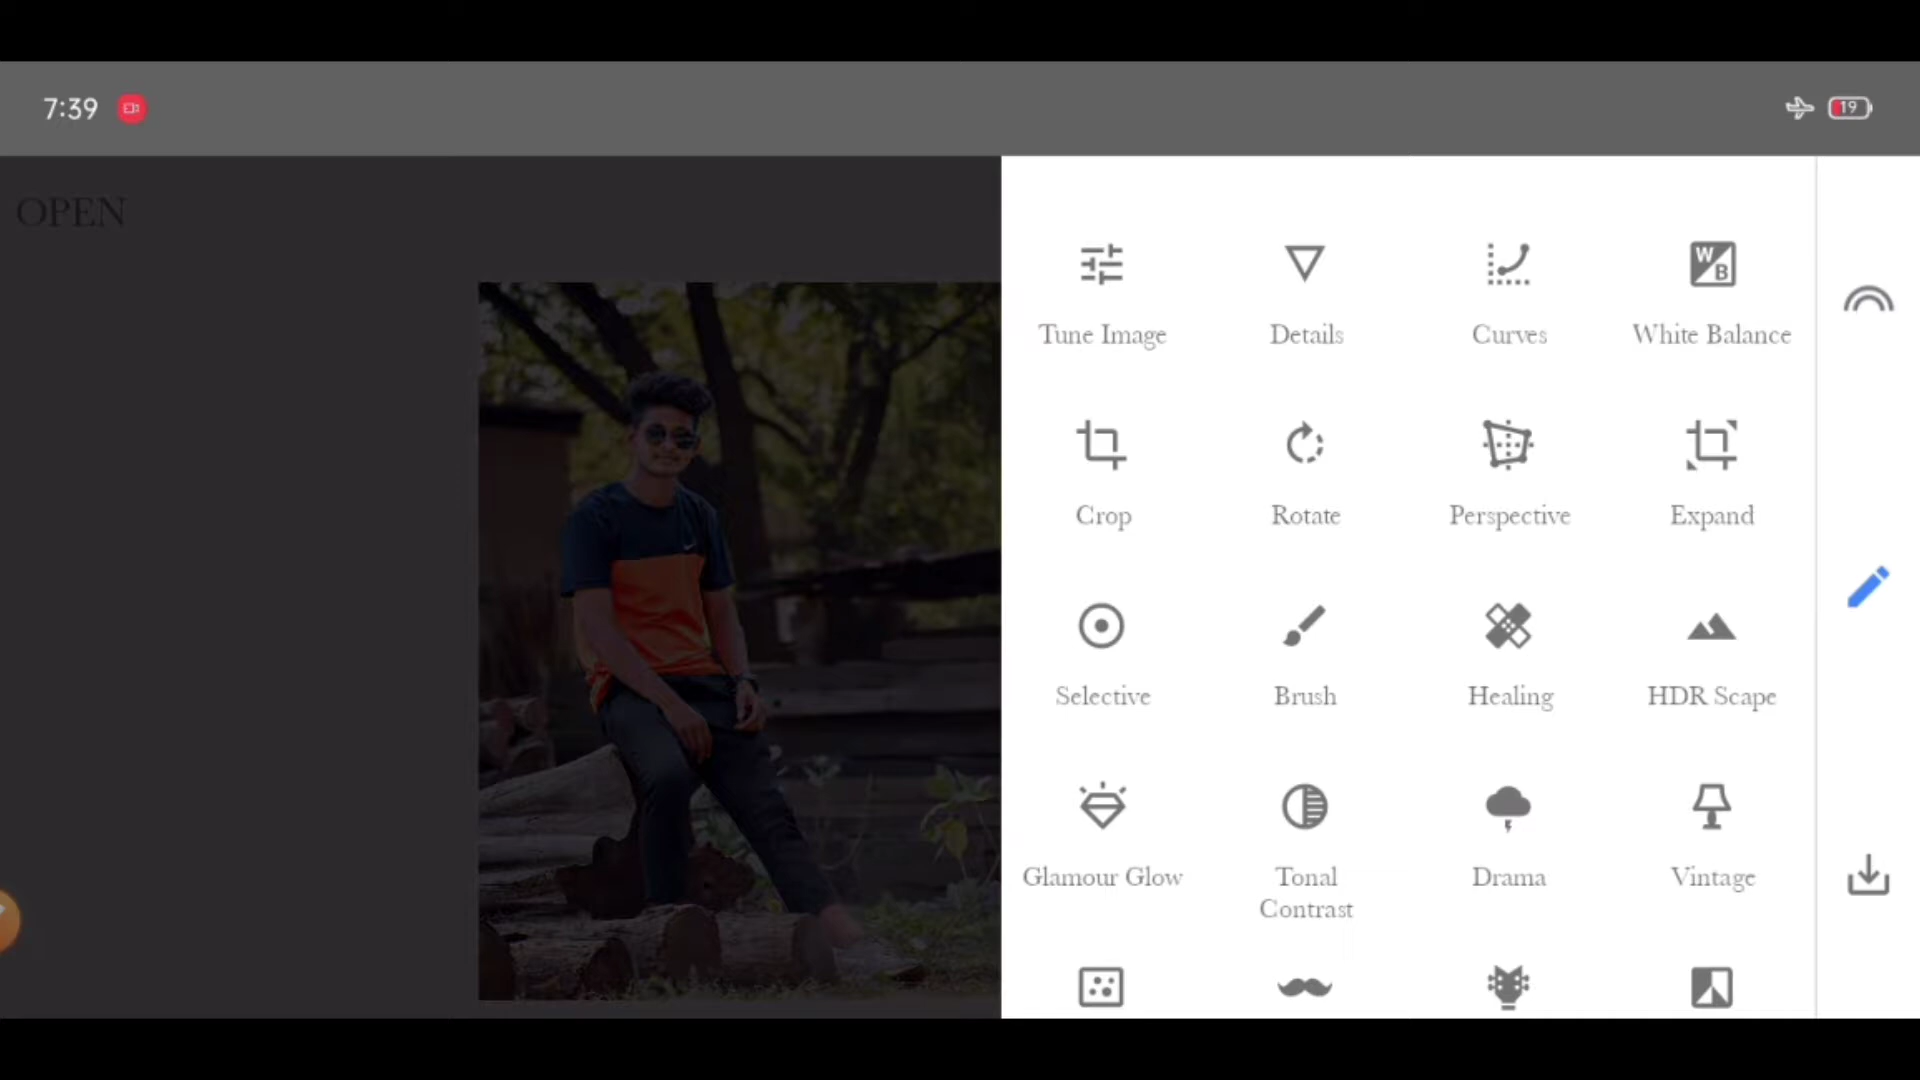 7:39
19
OPEN
Tune Image
Details
Curves
W
B
White Balance
Crop
Rotate
Perspective
Expand
Selective
Brush
Healing
HDR Scape
Glamour Glow
Tonal
Contrast
Drama
Vintage